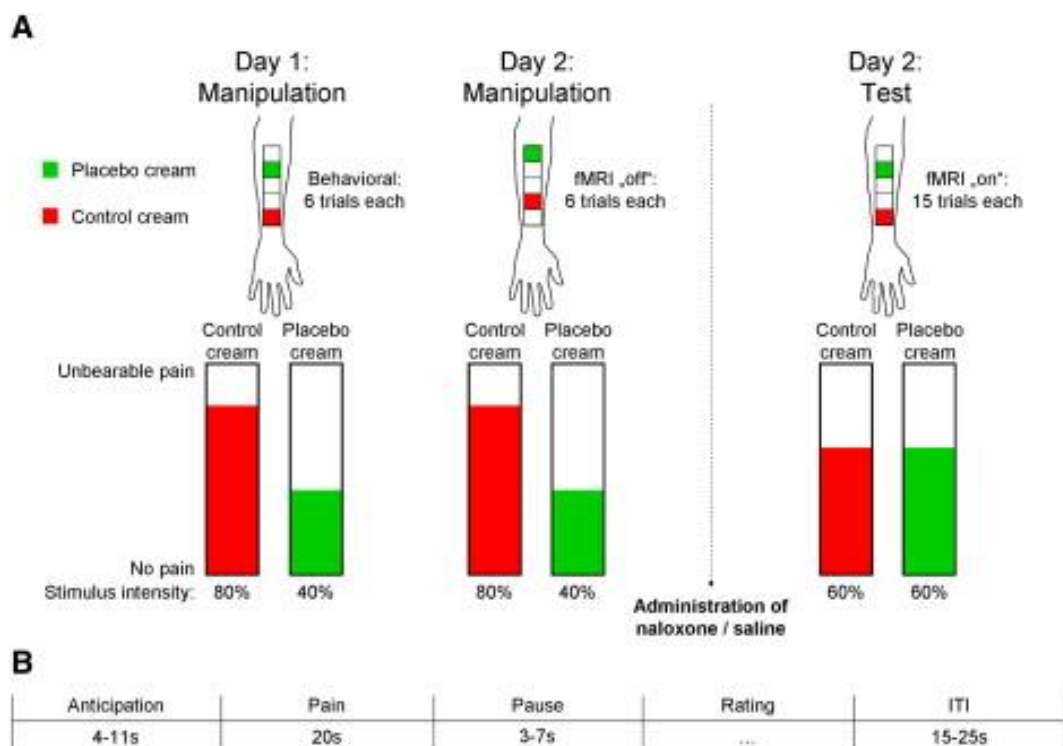 A
Day 1:
Manipulation
Day 2:
Manipulation
Day 2:
Test
Placebo cream
Control cream
Behavioral:
6 trials each
fMRI „off“:
6 trials each
fMRI „on“:
15 trials each
Control cream
Placebo cream
Control cream
Placebo cream
Control cream
Placebo cream
Unbearable pain
No pain
Stimulus intensity: 80% 40% 80% 40% 60% 60%
Administration of
naloxone / saline
B
Anticipation Pain Pause Rating ITI
4-11s 20s 3-7s ... 15-25s